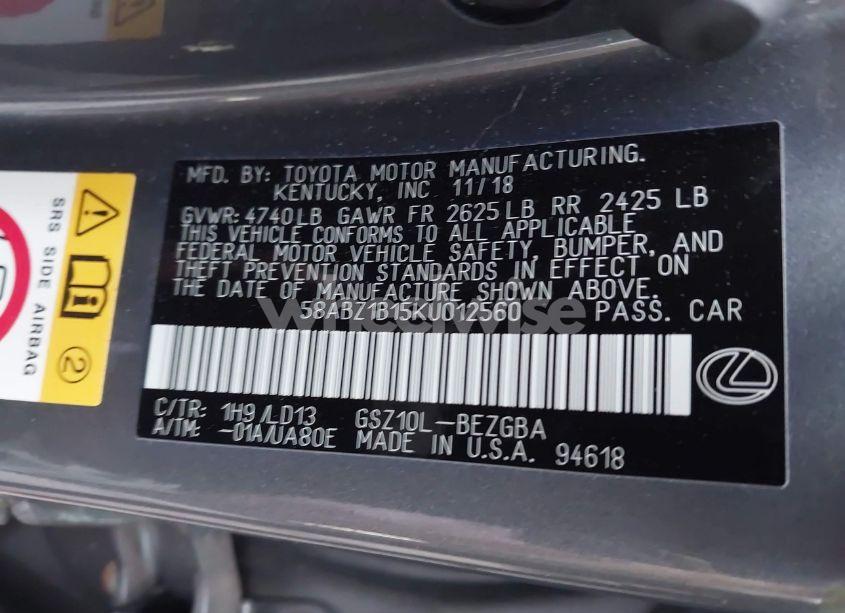 MFD. BY: TOYOTA MOTOR MANUFACTURING.
KENTUCKY, INC 11/18
GVWR: 4740LB GAWR FR 2625LB RR 2425 LB
THIS VEHICLE CONFORMS TO ALL APPLICABLE
FEDERAL MOTOR VEHICLE SAFETY, BUMPER, AND
THEFT PREVENTION STANDARDS IN EFFECT ON
THE DATE OF MANUFACTURE SHOWN ABOVE.
58ABZ1B15KU012560 PASS. CAR
wheelwise
C/TR: 1H9 /LD13 GSZ10L-BEZGBA
A/TM: -01A/UA80E MADE IN U.S.A. 94618
SRS SIDE AIRBAG
2